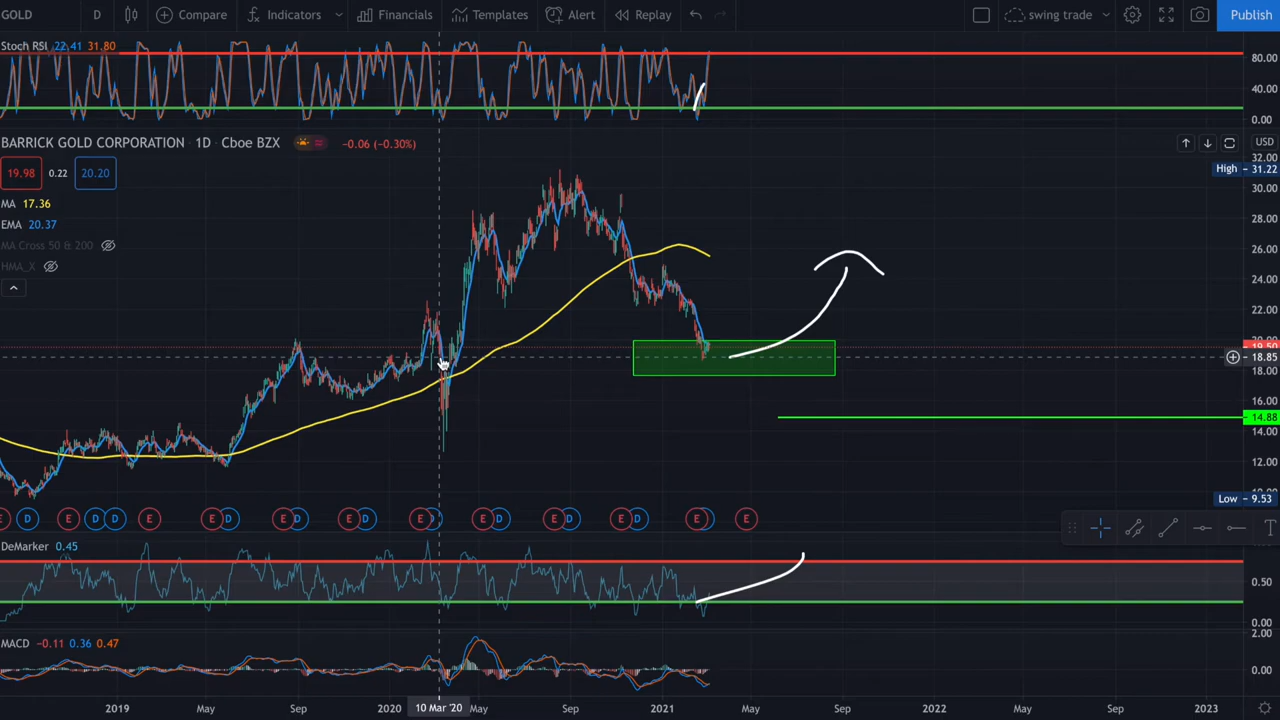 GOLD D Compare Indicators Financials Templates Alert Replay swing trade Publish
Stoch RSI 22.41 31.80
80.00
40.00
0.00
BARRICK GOLD CORPORATION · 1D · Cboe BZX -0.06 (-0.30%) USD
19.98 0.22 20.20
MA 17.36
EMA 20.37
MA Cross 50 & 200
HMA_X
32.00
High 31.22
30.00
28.00
26.00
24.00
22.00
19.50
18.85
18.00
16.00
14.88
14.00
12.00
Low 9.53
E D E D D E E D E D E D E D E D E D E D E D E
T
DeMarker 0.45
0.50
0.00
MACD -0.11 0.36 0.47
2.00
0.00
2019 May Sep 2020 10 Mar '20 May Sep 2021 May Sep 2022 May Sep 2023